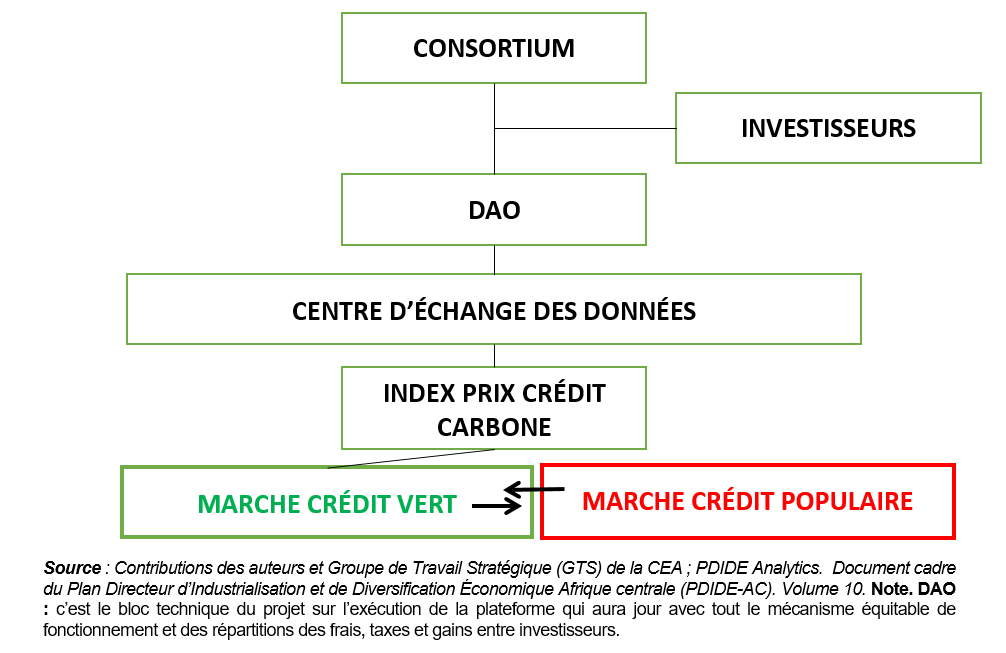 CONSORTIUM
INVESTISSEURS
DAO
CENTRE D’ÉCHANGE DES DONNÉES
INDEX PRIX CRÉDIT
CARBONE
MARCHE CRÉDIT VERT
MARCHE CRÉDIT POPULAIRE
Source : Contributions des auteurs et Groupe de Travail Stratégique (GTS) de la CEA ; PDIDE Analytics. Document cadre
du Plan Directeur d’Industrialisation et de Diversification Économique Afrique centrale (PDIDE-AC). Volume 10. Note. DAO
: c’est le bloc technique du projet sur l’exécution de la plateforme qui aura jour avec tout le mécanisme équitable de
fonctionnement et des répartitions des frais, taxes et gains entre investisseurs.